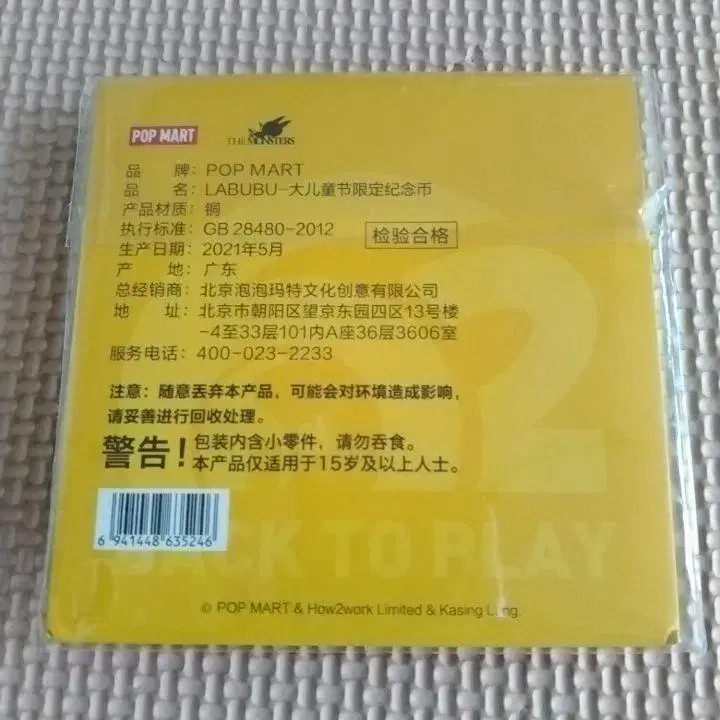 POP MART
THE MONSTERS
品 牌：POP MART
品 名：LABUBU-大儿童节限定纪念币
产品材质：铜
执行标准：GB 28480-2012
检验合格
生产日期：2021年5月
产 地：广东
总经销商：北京泡泡玛特文化创意有限公司
地 址：北京市朝阳区望京东园四区13号楼
-4至33层101内A座36层3606室
服务电话：400-023-2233
注意：随意丢弃本产品，可能会对环境造成影响，
请妥善进行回收处理。
警告！包装内含小零件，请勿吞食。
本产品仅适用于15岁及以上人士。
6 941448 635246
BACK TO PLAY
© POP MART & How2work Limited & Kasing Lung.